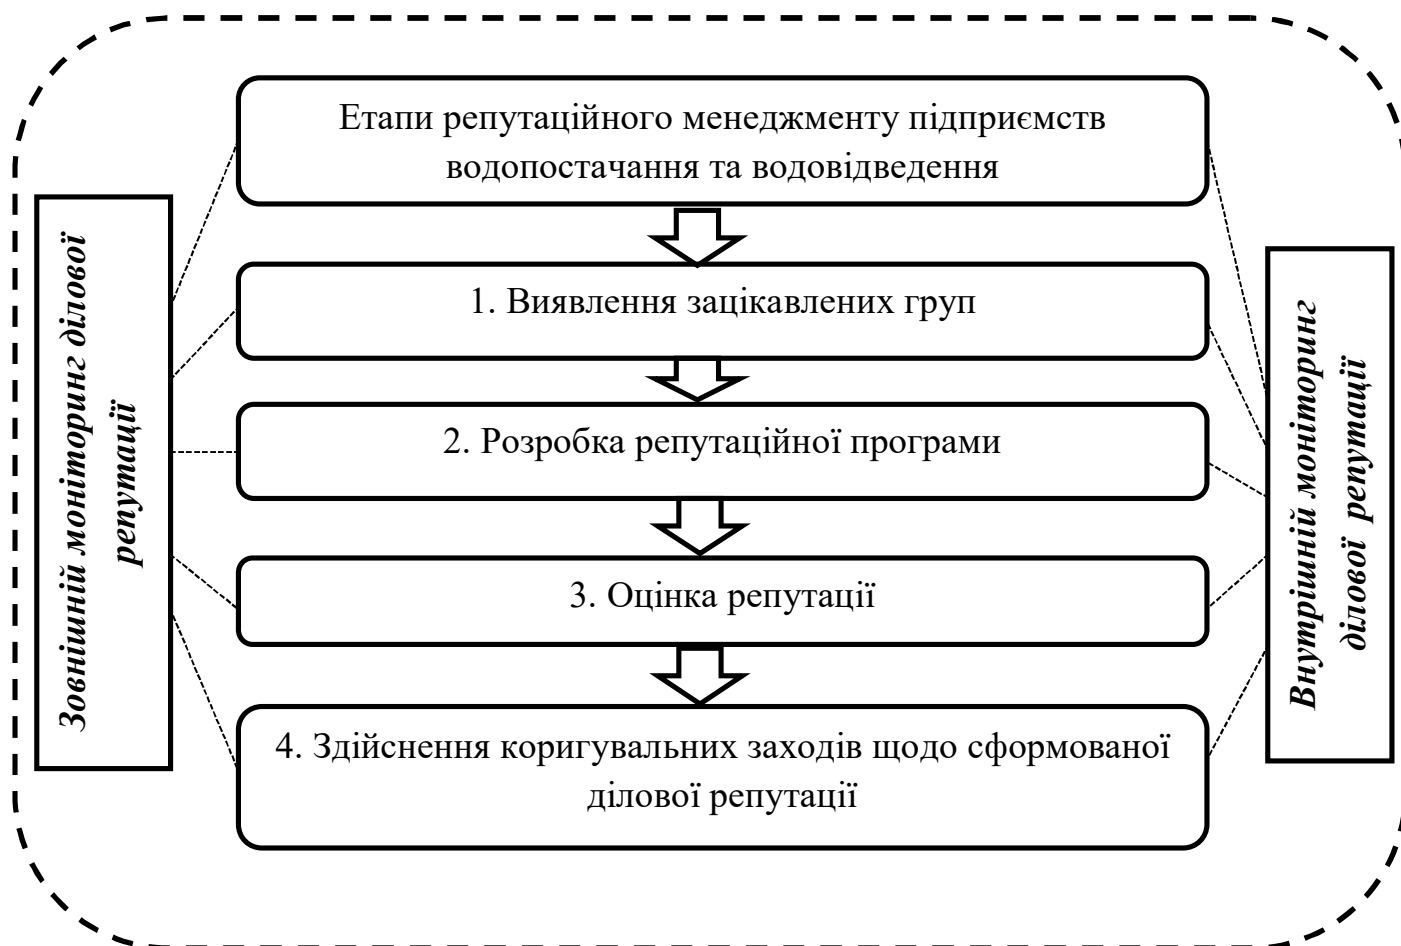 Етапи репутаційного менеджменту підприємств
водопостачання та водовідведення
Зовнішній моніторинг ділової
репутації
1. Виявлення зацікавлених груп
2. Розробка репутаційної програми
3. Оцінка репутації
4. Здійснення коригувальних заходів щодо сформованої
ділової репутації
Внутрішній моніторинг
ділової репутації